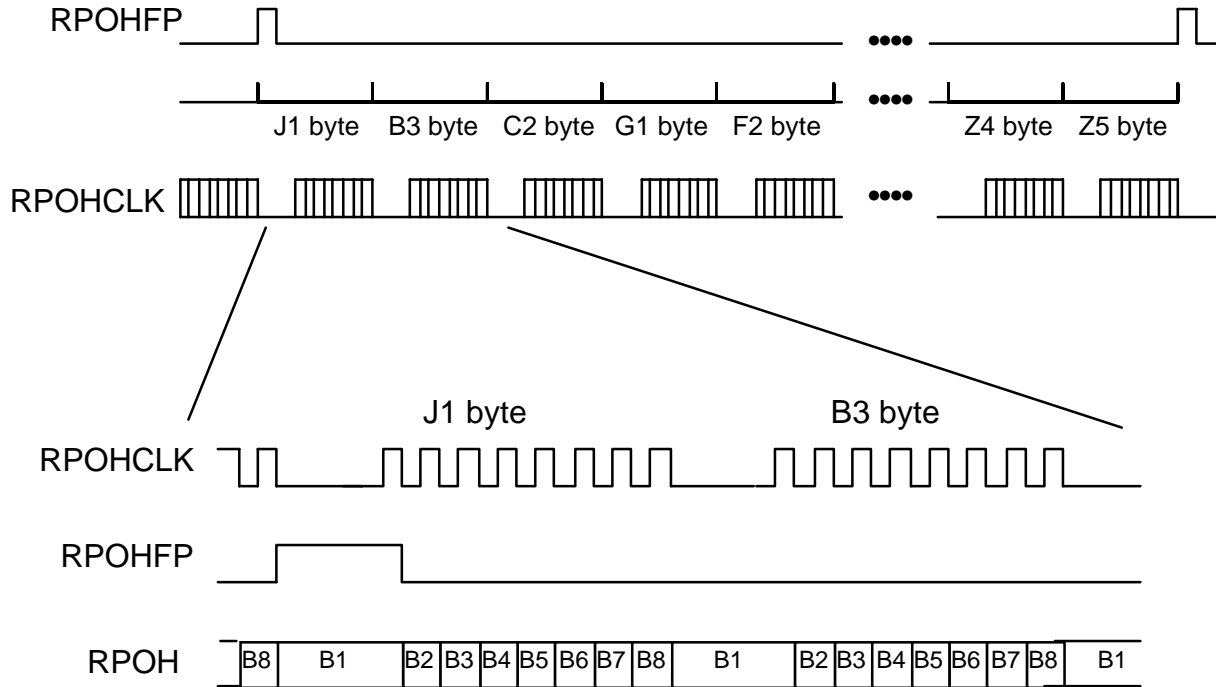 RPOHFP
J1 byte B3 byte C2 byte G1 byte F2 byte Z4 byte Z5 byte
RPOHCLK
J1 byte B3 byte
RPOHCLK
RPOHFP
RPOH B8 B1 B2 B3 B4 B5 B6 B7 B8 B1 B2 B3 B4 B5 B6 B7 B8 B1